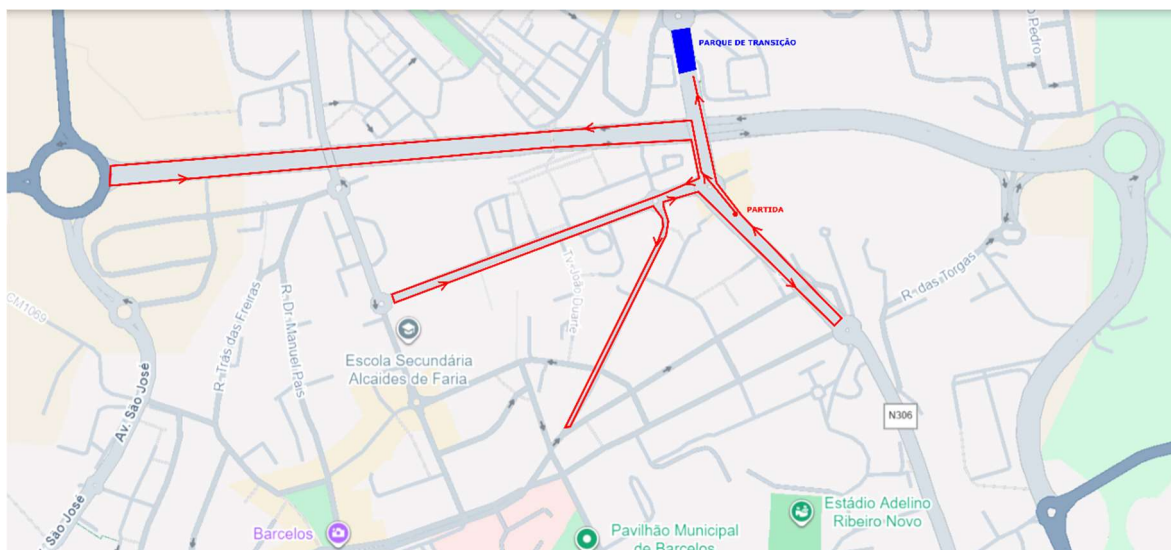 PARQUE DE TRANSIÇÃO
PARTIDA
Tv. João Duarte
R. das Torgas
CM1069
R. Trás das Freiras
R. Dr. Manuel Pais
Escola Secundária
Alcaides de Faria
Av. São José
N306
Estádio Adelino
Ribeiro Novo
Barcelos
Pavilhão Municipal
de Barcelos
São José